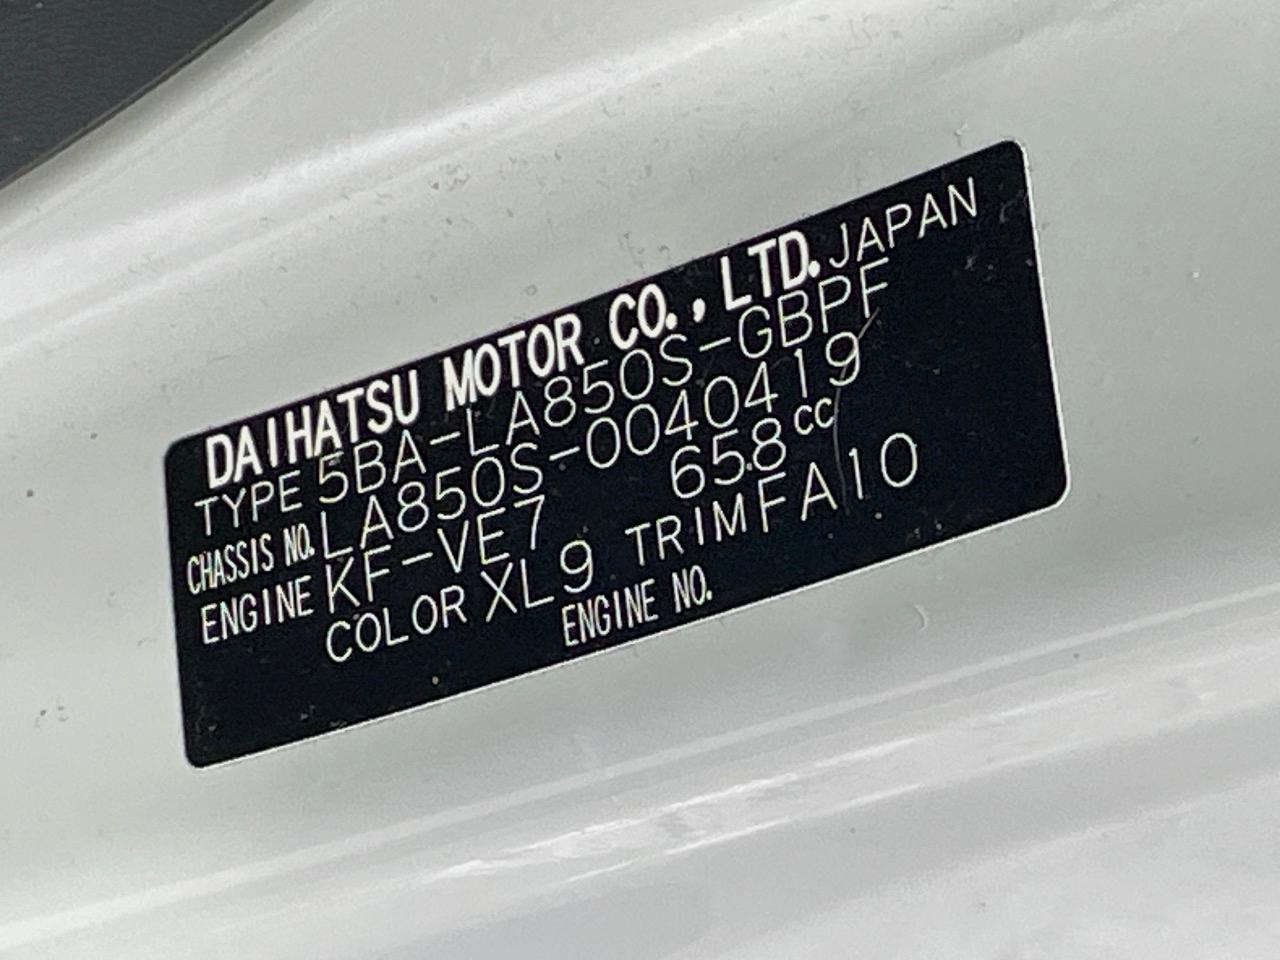 DAIHATSU MOTOR CO., LTD. JAPAN
TYPE 5BA-LA850S-GBPF
CHASSIS NO. LA850S-0040419
ENGINE KF-VE7 658cc
COLOR XL9 TRIM FA10
ENGINE NO.